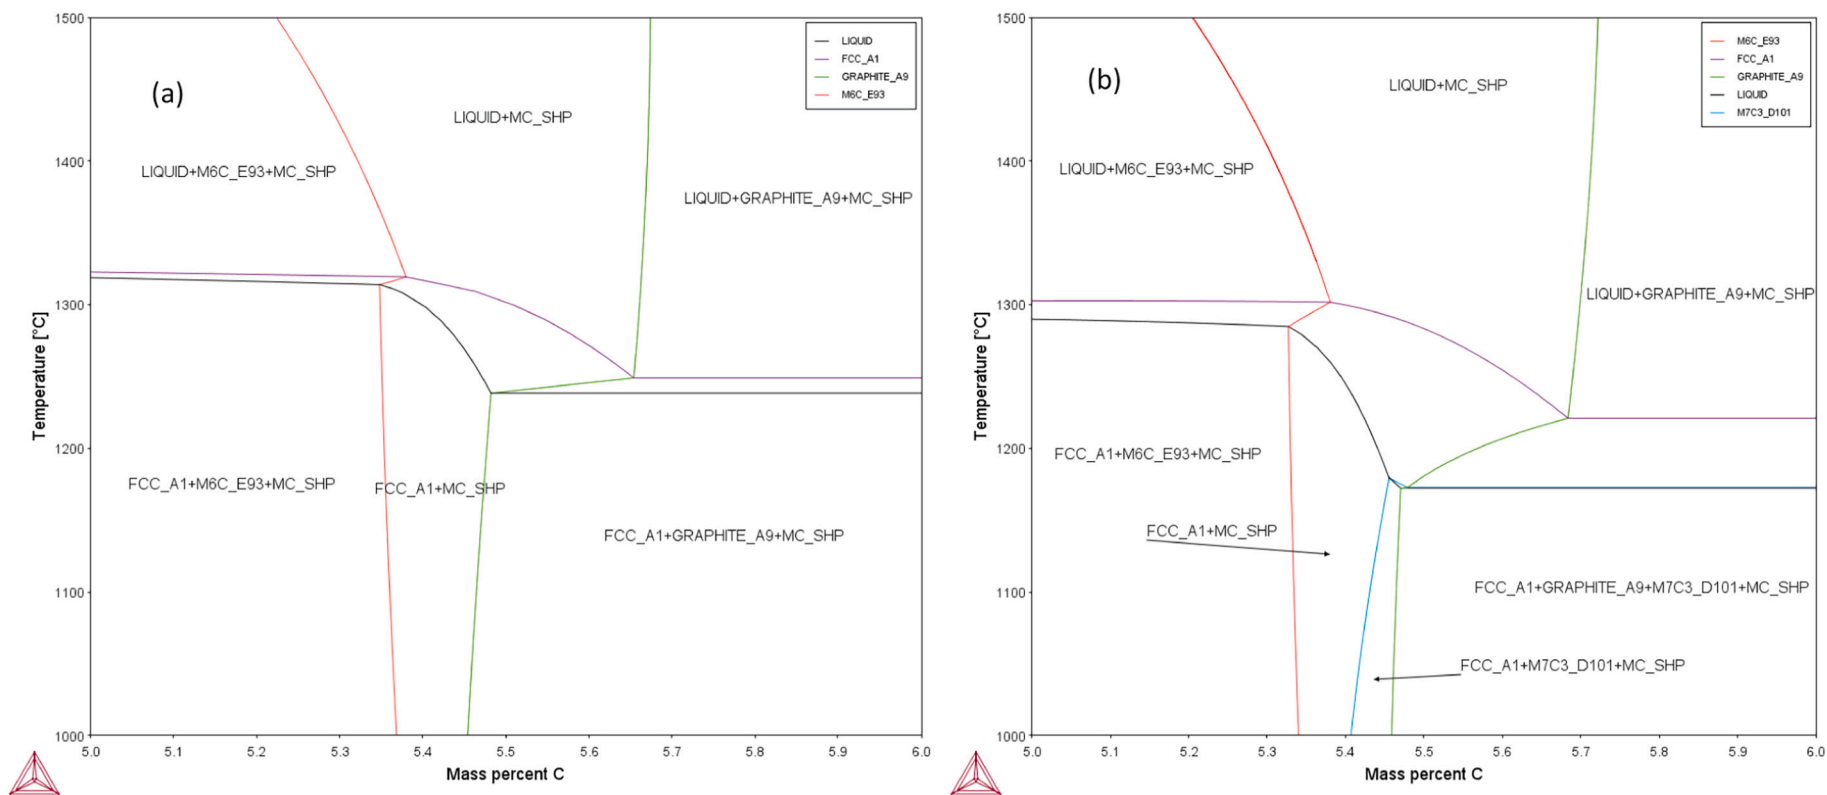 (a)
LIQUID
FCC_A1
GRAPHITE_A9
M6C_E93
LIQUID+MC_SHP
LIQUID+M6C_E93+MC_SHP
LIQUID+GRAPHITE_A9+MC_SHP
FCC_A1+M6C_E93+MC_SHP
FCC_A1+MC_SHP
FCC_A1+GRAPHITE_A9+MC_SHP
1500
1400
1300
1200
1100
1000
Temperature [°C]
5.0 5.1 5.2 5.3 5.4 5.5 5.6 5.7 5.8 5.9 6.0
Mass percent C
(b)
M6C_E93
FCC_A1
GRAPHITE_A9
LIQUID
M7C3_D101
LIQUID+MC_SHP
LIQUID+M6C_E93+MC_SHP
LIQUID+GRAPHITE_A9+MC_SHP
FCC_A1+M6C_E93+MC_SHP
FCC_A1+MC_SHP
FCC_A1+GRAPHITE_A9+M7C3_D101+MC_SHP
FCC_A1+M7C3_D101+MC_SHP
1500
1400
1300
1200
1100
1000
Temperature [°C]
5.0 5.1 5.2 5.3 5.4 5.5 5.6 5.7 5.8 5.9 6.0
Mass percent C